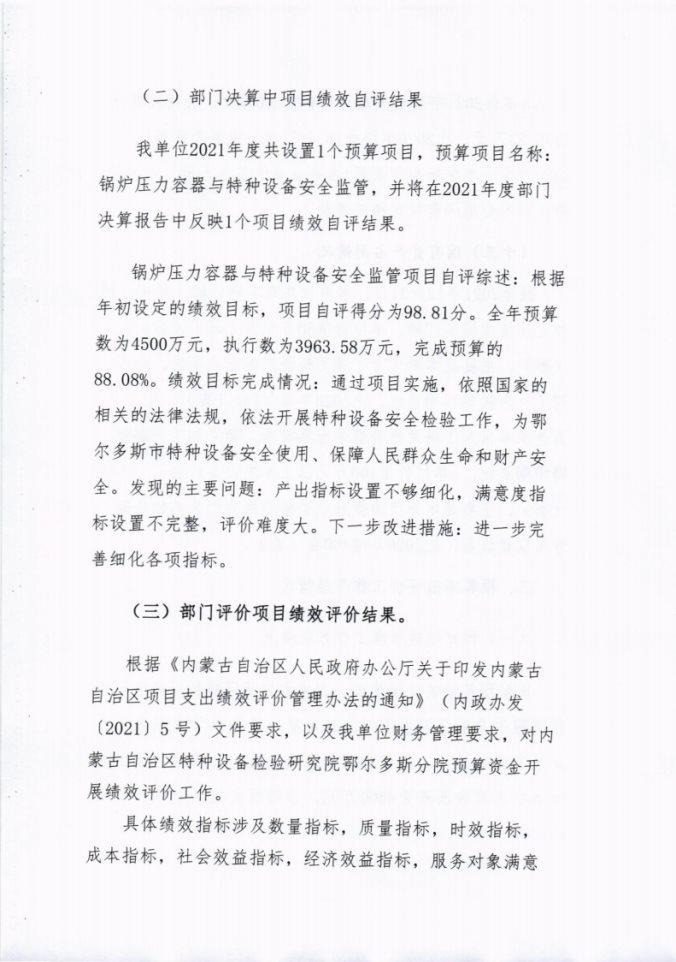 （二）部门决算中项目绩效自评结果
我单位2021年度共设置1个预算项目，预算项目名称：
锅炉压力容器与特种设备安全监管，并将在2021年度部门
决算报告中反映1个项目绩效自评结果。
锅炉压力容器与特种设备安全监管项目自评综述：根据
年初设定的绩效目标，项目自评得分为98.81分。全年预算
数为4500万元，执行数为3963.58万元，完成预算的
88.08%。绩效目标完成情况：通过项目实施，依照国家的
相关的法律法规，依法开展特种设备安全检验工作，为鄂
尔多斯市特种设备安全使用、保障人民群众生命和财产安
全。发现的主要问题：产出指标设置不够细化，满意度指
标设置不完整，评价难度大。下一步改进措施：进一步完
善细化各项指标。
（三）部门评价项目绩效评价结果。
根据《内蒙古自治区人民政府办公厅关于印发内蒙古
自治区项目支出绩效评价管理办法的通知》（内政办发
〔2021〕5 号）文件要求，以及我单位财务管理要求，对内
蒙古自治区特种设备检验研究院鄂尔多斯分院预算资金开
展绩效评价工作。
具体绩效指标涉及数量指标，质量指标，时效指标，
成本指标，社会效益指标，经济效益指标，服务对象满意